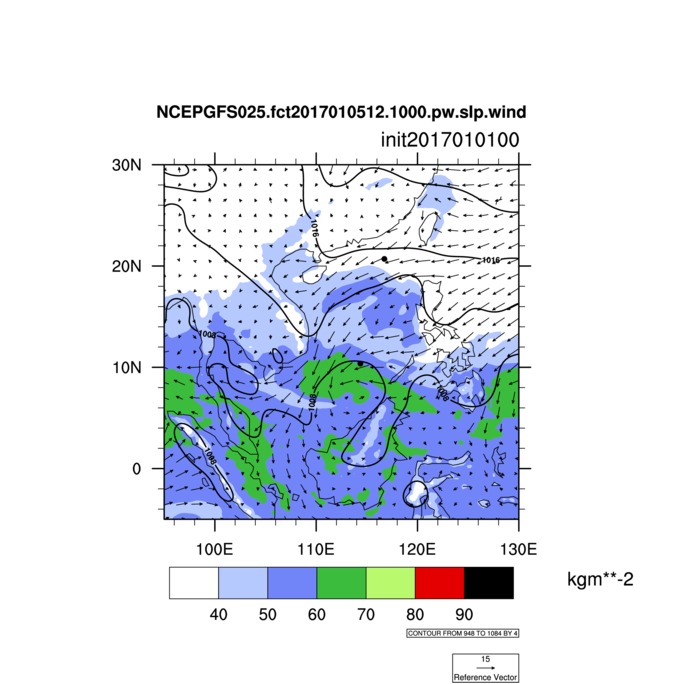 NCEPGFS025.fct2017010512.1000.pw.slp.wind
init2017010100
30N
20N
10N
0
1016
1016
1008
1008
1008
1008
100E
110E
120E
130E
kgm**-2
40
50
60
70
80
90
CONTOUR FROM 948 TO 1084 BY 4
15
Reference Vector